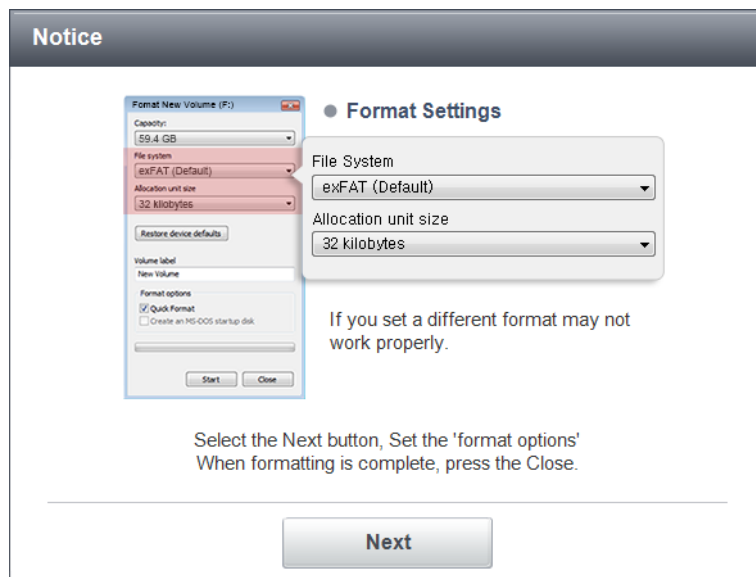 Notice
Fomat New Volume (F:)
Capacity:
59.4 GB
File system
exFAT (Default)
Allocation unit size
32 kilobytes
Restore device defaults
Volume label
New Volume
Format options
Quick Format
Create an MS-DOS startup disk
Start
Close
Format Settings
File System
exFAT (Default)
Allocation unit size
32 kilobytes
If you set a different format may not
work properly.
Select the Next button, Set the 'format options'
When formatting is complete, press the Close.
Next